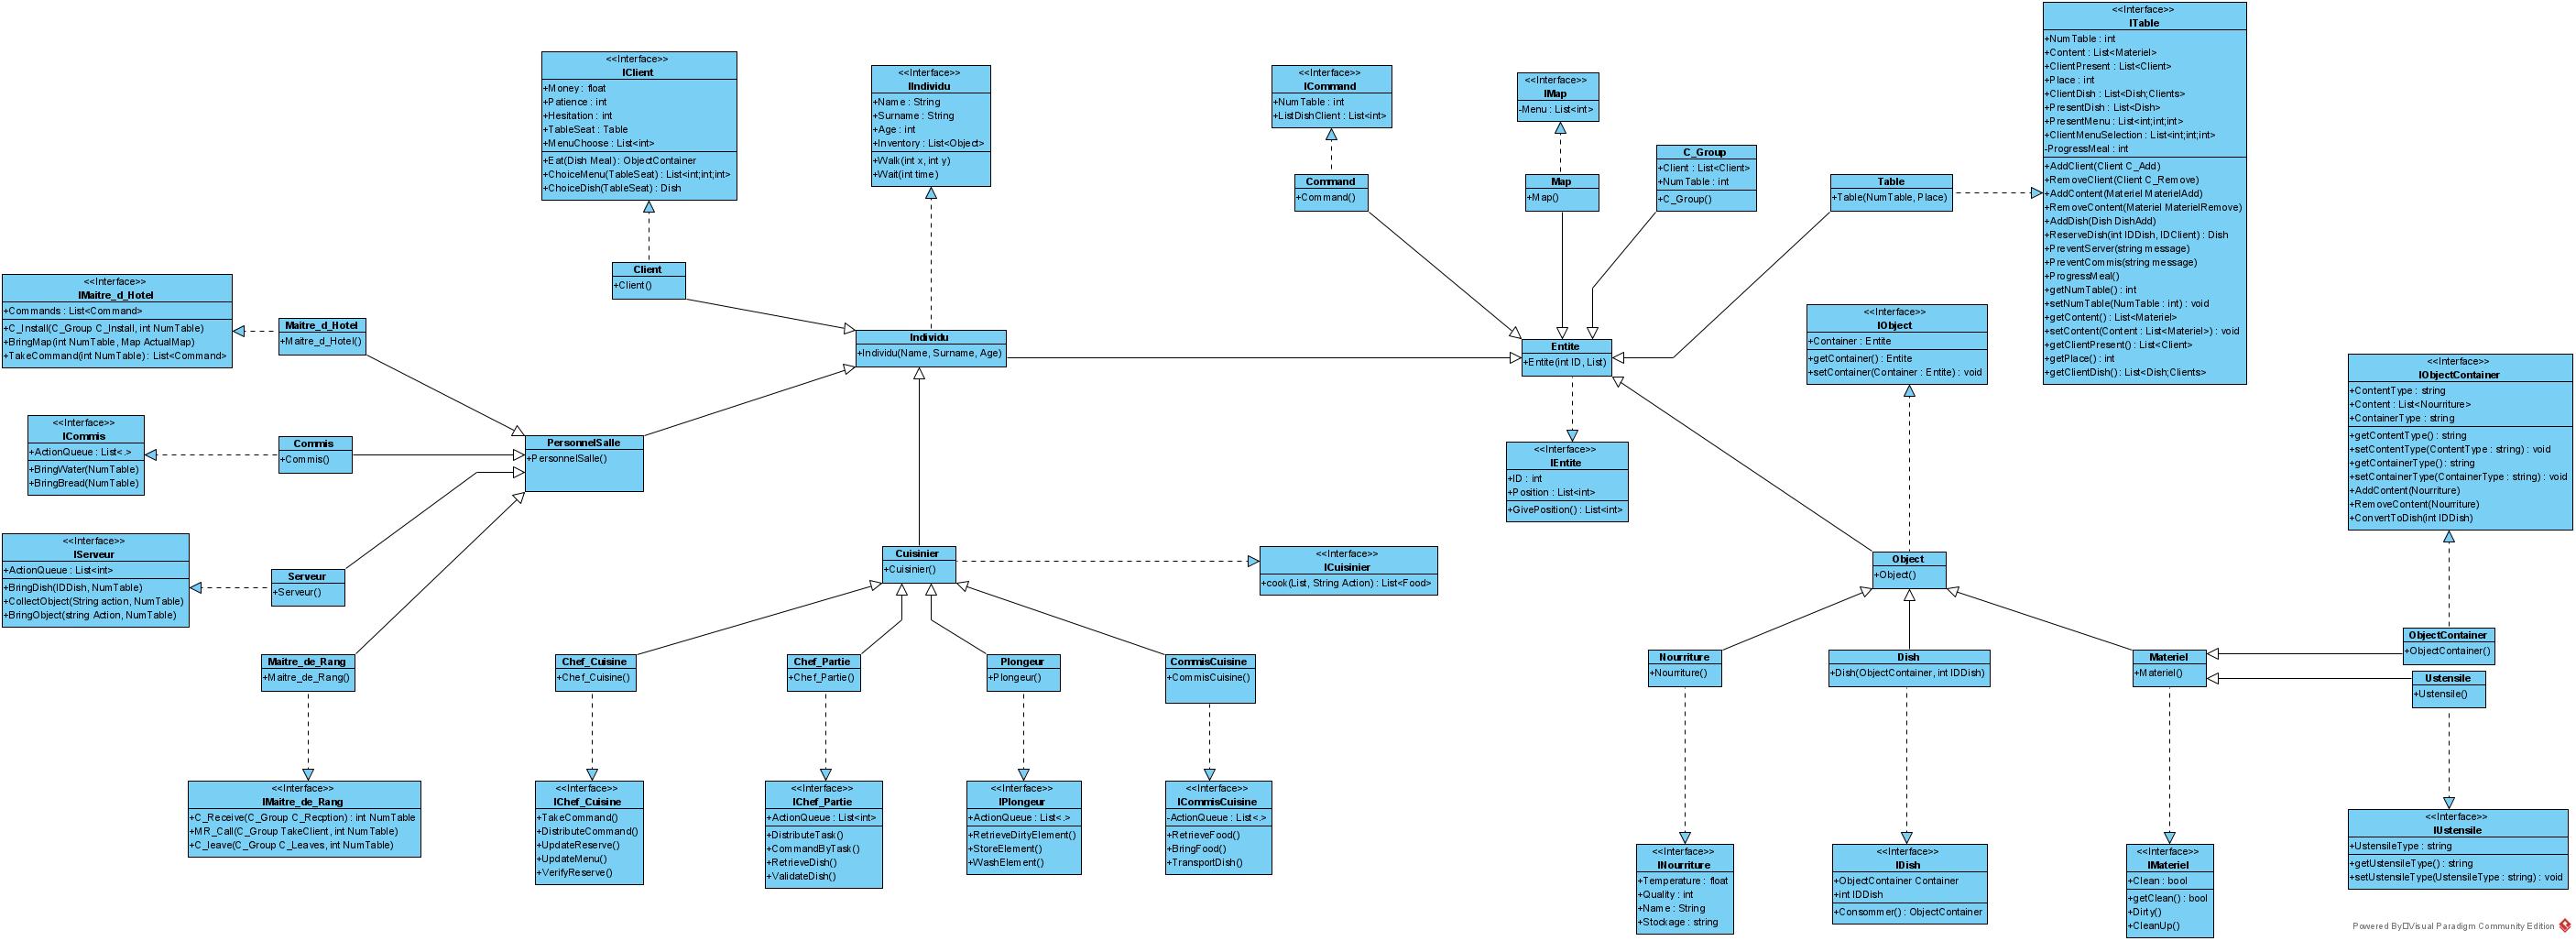 <<Interface>>
ITable
+NumTable : int
+Content : List<Materiel>
+ClientPresent : List<Client>
+Place : int
+ClientDish : List<Dish;Clients>
+PresentDish : List<Dish>
+PresentMenu : List<int;int;int>
+ClientMenuSelection : List<int;int;int>
-ProgressMeal : int
+AddClient(Client C_Add)
+RemoveClient(Client C_Remove)
+AddContent(Materiel MaterielAdd)
+RemoveContent(Materiel MaterielRemove)
+AddDish(Dish DishAdd)
+ReserveDish(int IDDish, IDClient) : Dish
+PreventServer(string message)
+PreventCommis(string message)
+ProgressMeal()
+getNumTable() : int
+setNumTable(NumTable : int) : void
+getContent() : List<Materiel>
+setContent(Content : List<Materiel>) : void
+getClientPresent() : List<Client>
+getPlace() : int
+getClientDish() : List<Dish;Clients>
<<Interface>>
IClient
+Money : float
+Patience : int
+Hesitation : int
+TableSeat : Table
+MenuChoose : List<int>
+Eat(Dish Meal) : ObjectContainer
+ChoiceMenu(TableSeat) : List<int;int;int>
+ChoiceDish(TableSeat) : Dish
<<Interface>>
IIndividu
+Name : String
+Surname : String
+Age : int
+Inventory : List<Object>
+Walk(int x, int y)
+Wait(int time)
<<Interface>>
ICommand
+NumTable : int
+ListDishClient : List<int>
<<Interface>>
IMap
-Menu : List<int>
C_Group
+Client : List<Client>
+NumTable : int
+C_Group()
Command
+Command()
Map
+Map()
Table
+Table(NumTable, Place)
Client
+Client()
<<Interface>>
IMaitre_d_Hotel
+Commands : List<Command>
+C_Install(C_Group C_Install, int NumTable)
+BringMap(int NumTable, Map ActualMap)
+TakeCommand(int NumTable) : List<Command>
Maitre_d_Hotel
+Maitre_d_Hotel()
Individu
+Individu(Name, Surname, Age)
Entite
+Entite(int ID, List)
<<Interface>>
IObject
+Container : Entite
+getContainer() : Entite
+setContainer(Container : Entite) : void
<<Interface>>
IObjectContainer
+ContentType : string
+Content : List<Nourriture>
+ContainerType : string
+getContentType() : string
+setContentType(ContentType : string) : void
+getContainerType() : string
+setContainerType(ContainerType : string) : void
+AddContent(Nourriture)
+RemoveContent(Nourriture)
+ConvertToDish(int IDDish)
<<Interface>>
ICommis
+ActionQueue : List<.>
+BringWater(NumTable)
+BringBread(NumTable)
Commis
+Commis()
PersonnelSalle
+PersonnelSalle()
<<Interface>>
IEntite
+ID : int
+Position : List<int>
+GivePosition() : List<int>
<<Interface>>
IServeur
+ActionQueue : List<int>
+BringDish(IDDish, NumTable)
+CollectObject(String action, NumTable)
+BringObject(string Action, NumTable)
Serveur
+Serveur()
Cuisinier
+Cuisinier()
<<Interface>>
ICuisinier
+cook(List, String Action) : List<Food>
Object
+Object()
Maitre_de_Rang
+Maitre_de_Rang()
Chef_Cuisine
+Chef_Cuisine()
Chef_Partie
+Chef_Partie()
Plongeur
+Plongeur()
CommisCuisine
+CommisCuisine()
Nourriture
+Nourriture()
Dish
+Dish(ObjectContainer, int IDDish)
Materiel
+Materiel()
ObjectContainer
+ObjectContainer()
Ustensile
+Ustensile()
<<Interface>>
IMaitre_de_Rang
+C_Receive(C_Group C_Recption) : int NumTable
+MR_Call(C_Group TakeClient, int NumTable)
+C_leave(C_Group C_Leaves, int NumTable)
<<Interface>>
IChef_Cuisine
+TakeCommand()
+DistributeCommand()
+UpdateReserve()
+UpdateMenu()
+VerifyReserve()
<<Interface>>
IChef_Partie
+ActionQueue : List<int>
+DistributeTask()
+CommandByTask()
+RetrieveDish()
+ValidateDish()
<<Interface>>
IPlongeur
+ActionQueue : List<.>
+RetrieveDirtyElement()
+StoreElement()
+WashElement()
<<Interface>>
ICommisCuisine
-ActionQueue : List<.>
+RetrieveFood()
+BringFood()
+TransportDish()
<<Interface>>
INourriture
+Temperature : float
+Quality : int
+Name : String
+Stockage : string
<<Interface>>
IDish
+ObjectContainer Container
+int IDDish
+Consommer() : ObjectContainer
<<Interface>>
IMateriel
+Clean : bool
+getClean() : bool
+Dirty()
+CleanUp()
<<Interface>>
IUstensile
+UstensileType : string
+getUstensileType() : string
+setUstensileType(UstensileType : string) : void
Powered By Visual Paradigm Community Edition